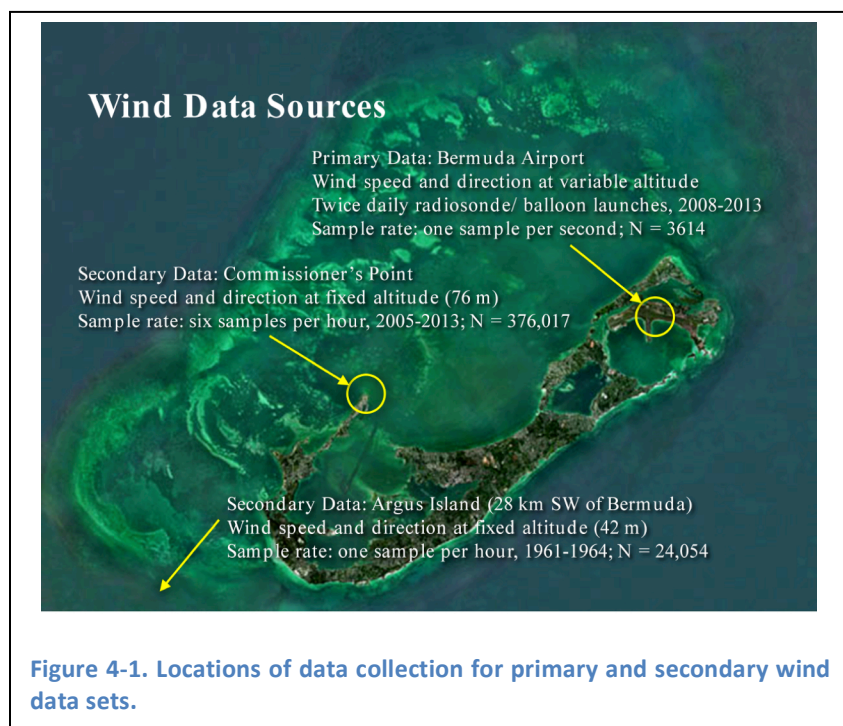 Wind Data Sources
Primary Data: Bermuda Airport
Wind speed and direction at variable altitude
Twice daily radiosonde/ balloon launches, 2008-2013
Sample rate: one sample per second; N = 3614
Secondary Data: Commissioner's Point
Wind speed and direction at fixed altitude (76 m)
Sample rate: six samples per hour, 2005-2013; N = 376,017
Secondary Data: Argus Island (28 km SW of Bermuda)
Wind speed and direction at fixed altitude (42 m)
Sample rate: one sample per hour, 1961-1964; N = 24,054
Figure 4-1. Locations of data collection for primary and secondary wind
data sets.